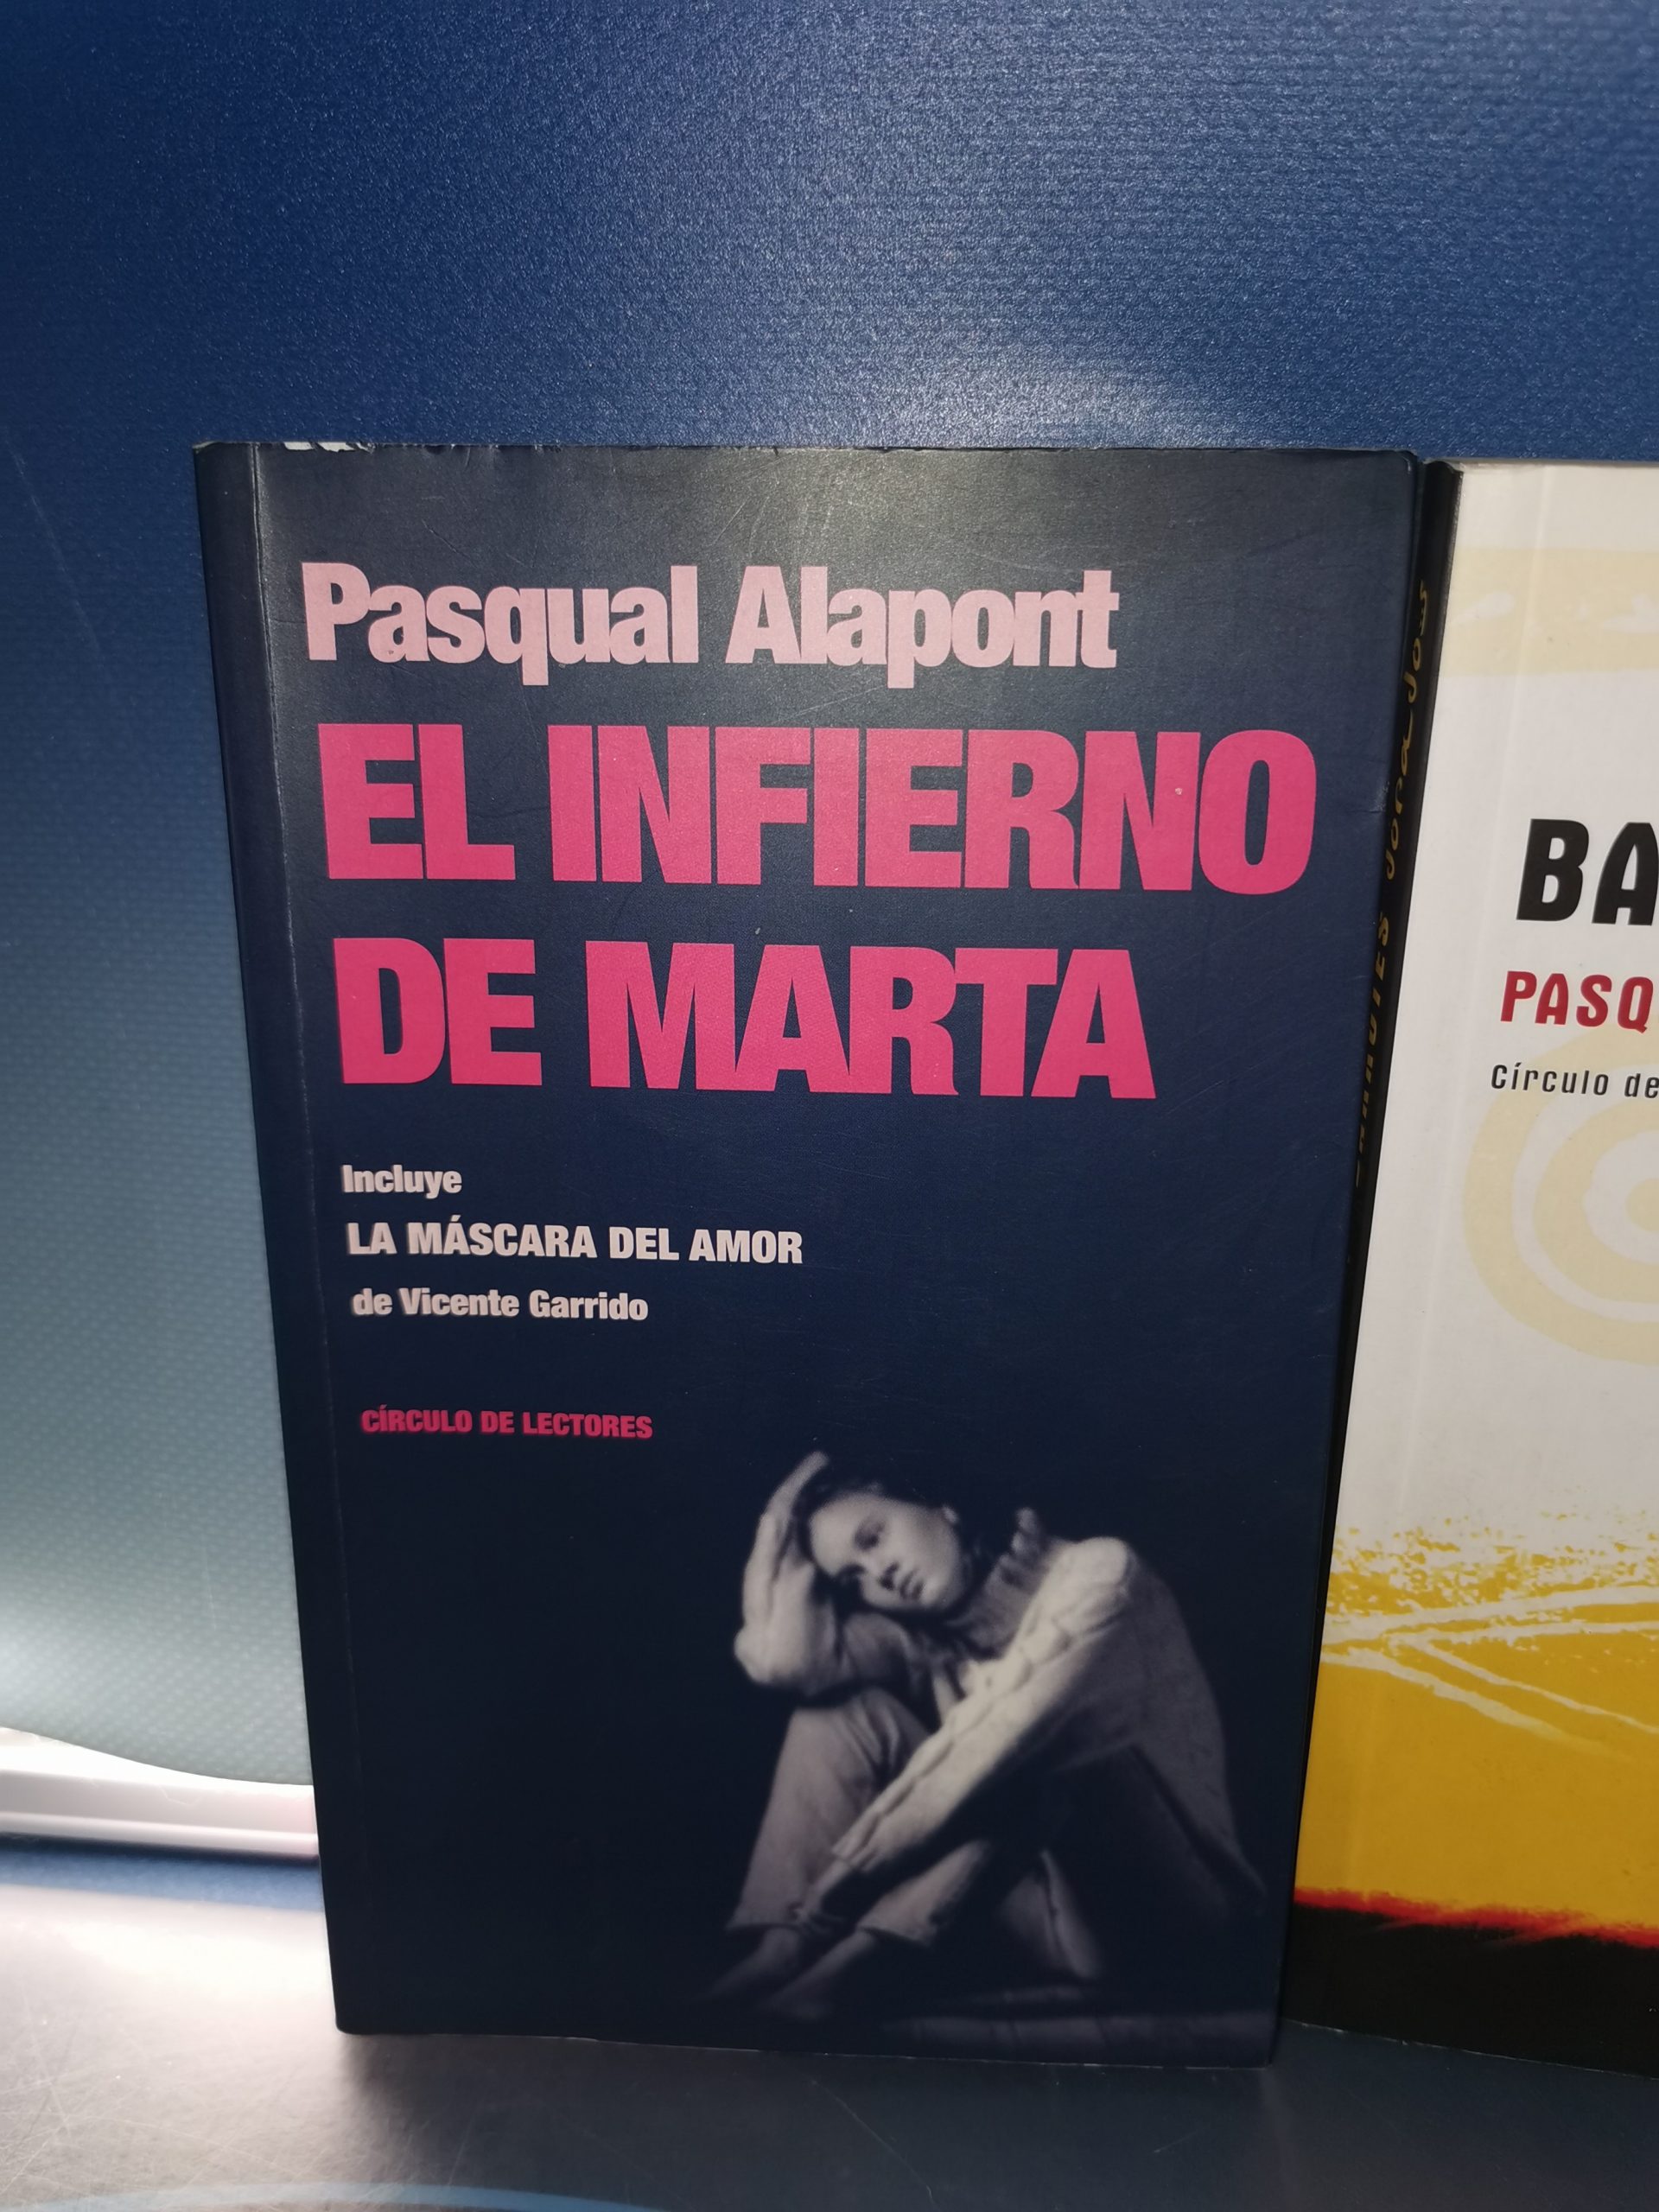 Pasqual Alapont
EL INFIERNO
DE MARTA
Incluye
LA MÁSCARA DEL AMOR
de Vicente Garrido
CÍRCULO DE LECTORES
BA
PASQ
Círculo de